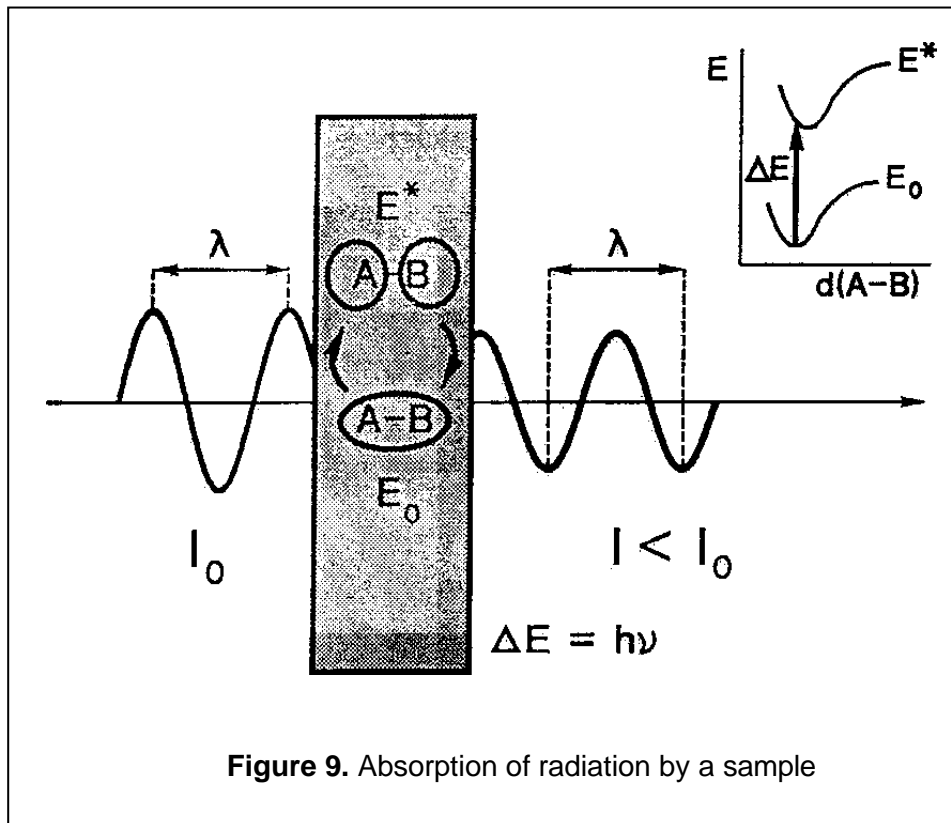 E
E*
ΔE
E₀
d(A-B)
λ
E*
A-B
λ
A-B
E₀
I₀
I < I₀
ΔE = hν
Figure 9. Absorption of radiation by a sample